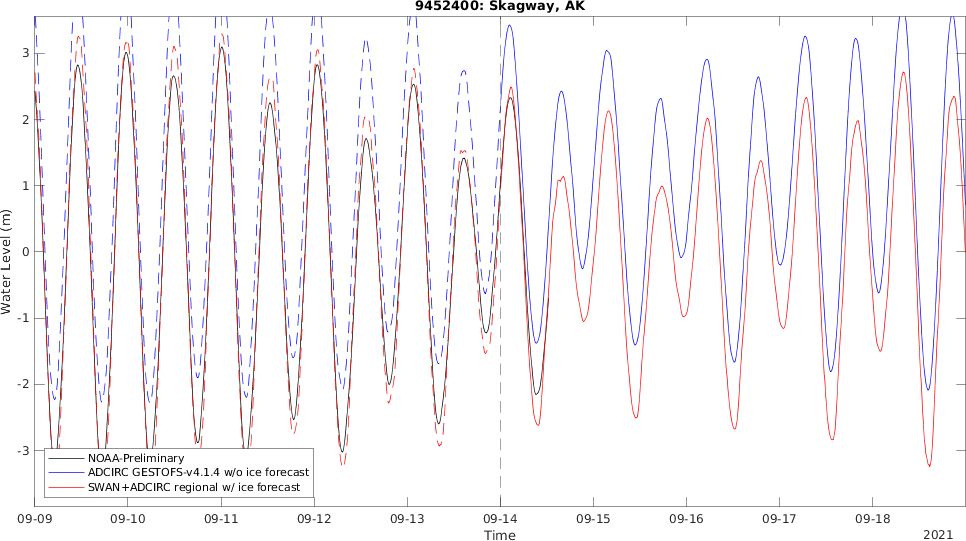 9452400: Skagway, AK
Water Level (m)
3
2
1
0
-1
-2
-3
NOAA-Preliminary
ADCIRC GESTOFS-v4.1.4 w/o ice forecast
SWAN+ADCIRC regional w/ ice forecast
09-09 09-10 09-11 09-12 09-13 09-14 09-15 09-16 09-17 09-18
Time
2021